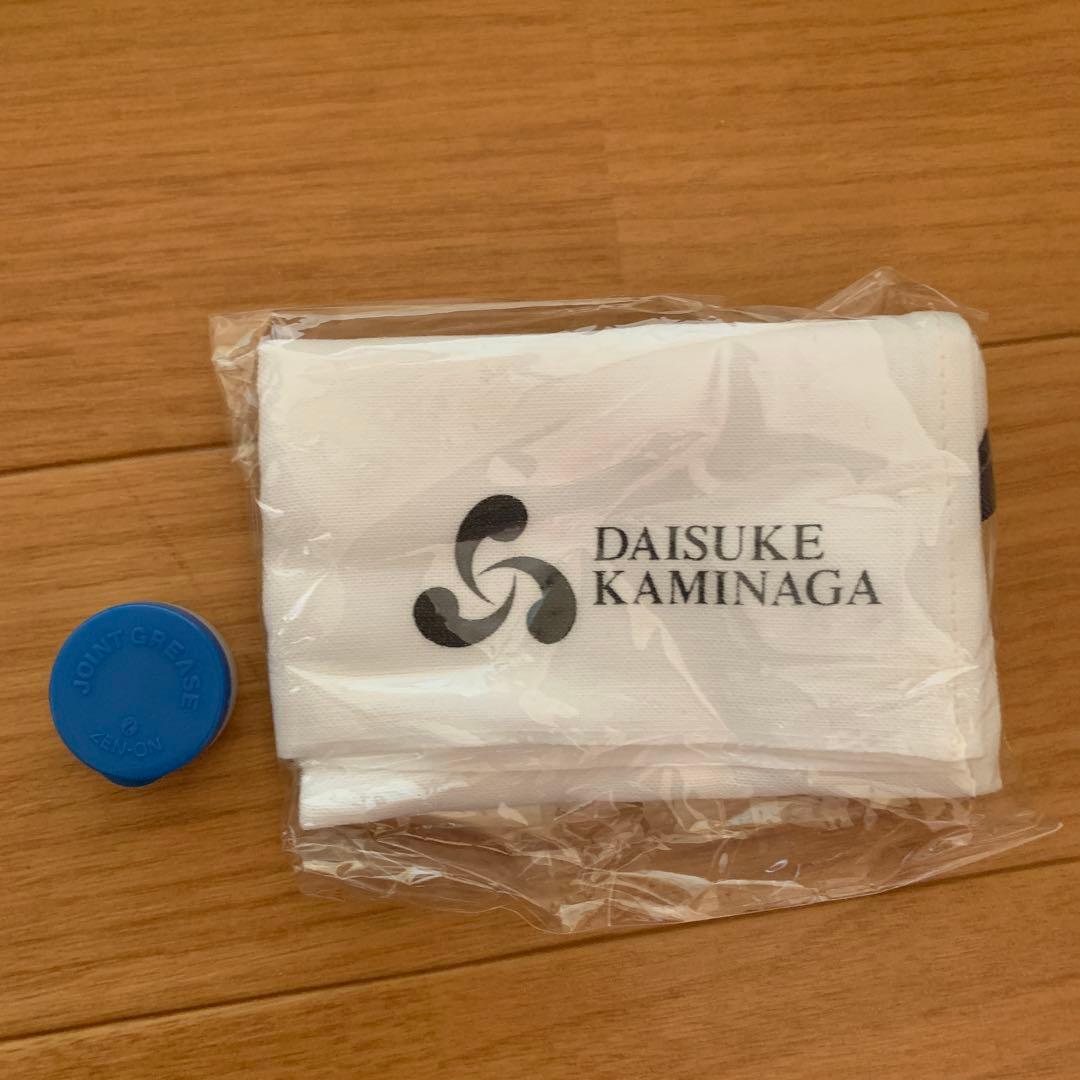 JOINT GREASE
ZEN-ON
DAISUKE
KAMINAGA